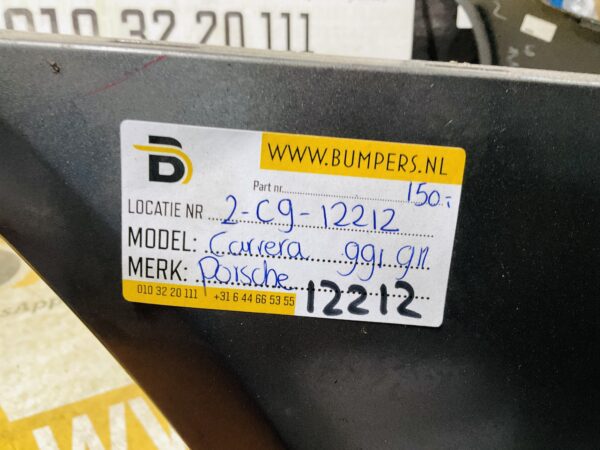 010 32 20 111
B
WWW.BUMPERS.NL
Part nr.
150,-
LOCATIE NR 2-C9-12212
MODEL: Carrera 991 GII
MERK: Porsche
010 32 20 111 +31 6 44 66 53 55 12212